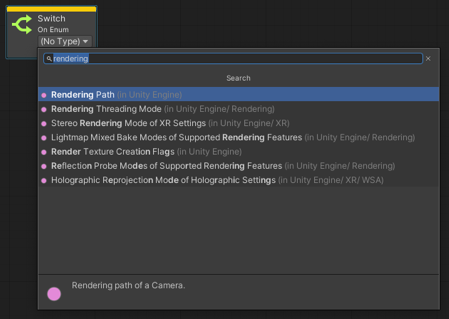 Switch
On Enum
(No Type)
rendering
Search
Rendering Path (in Unity Engine)
Rendering Threading Mode (in Unity Engine/ Rendering)
Stereo Rendering Mode of XR Settings (in Unity Engine/ XR)
Lightmap Mixed Bake Modes of Supported Rendering Features (in Unity Engine/ Rendering)
Render Texture Creation Flags (in Unity Engine)
Reflection Probe Modes of Supported Rendering Features (in Unity Engine/ Rendering)
Holographic Reprojection Mode of Holographic Settings (in Unity Engine/ XR/ WSA)
Rendering path of a Camera.